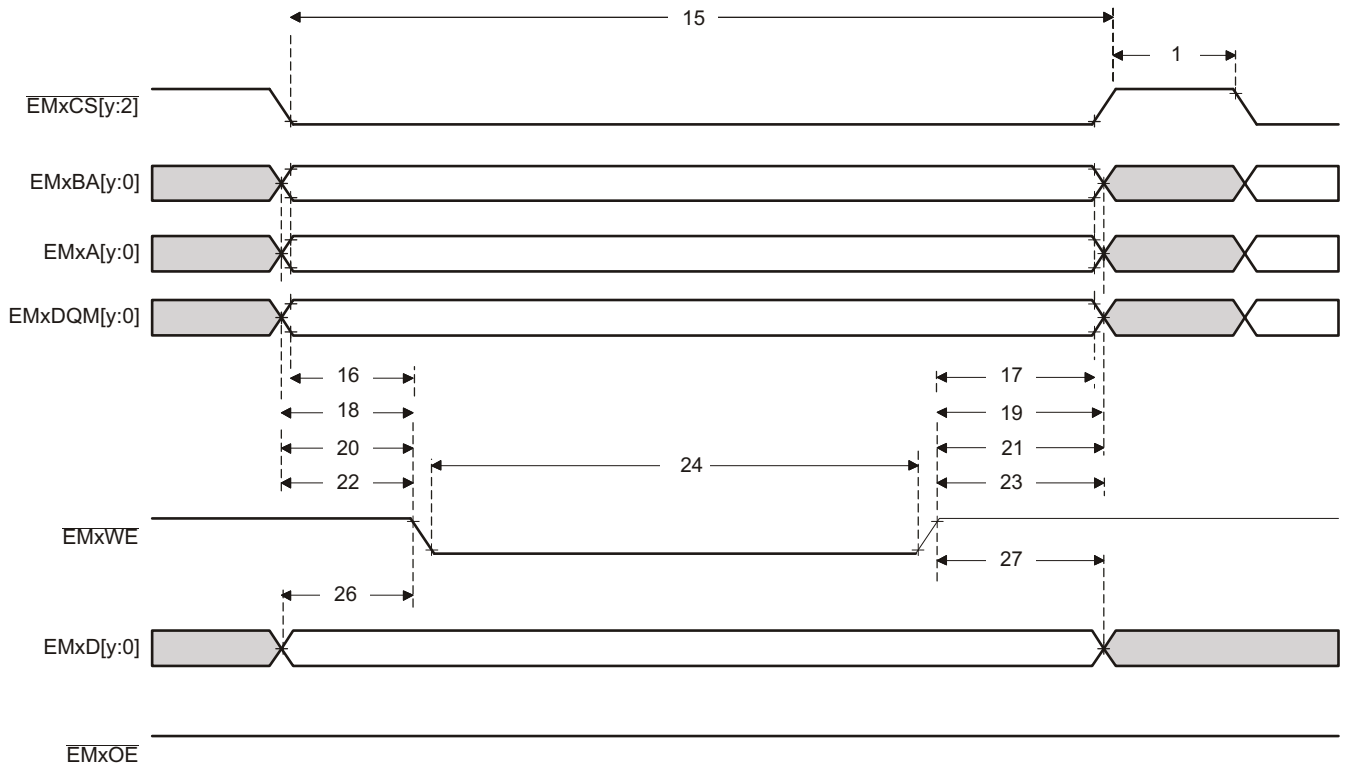 15
1
EMxCS[y:2]
EMxBA[y:0]
EMxA[y:0]
EMxDQM[y:0]
16 17
18 19
20 21
24
22 23
EMxWE
27
26
EMxD[y:0]
EMxOE